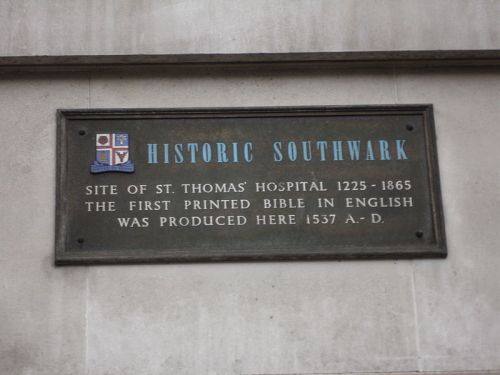 HISTORIC SOUTHWARK
SITE OF ST. THOMAS' HOSPITAL 1225 - 1865
THE FIRST PRINTED BIBLE IN ENGLISH
WAS PRODUCED HERE 1537 A.- D.